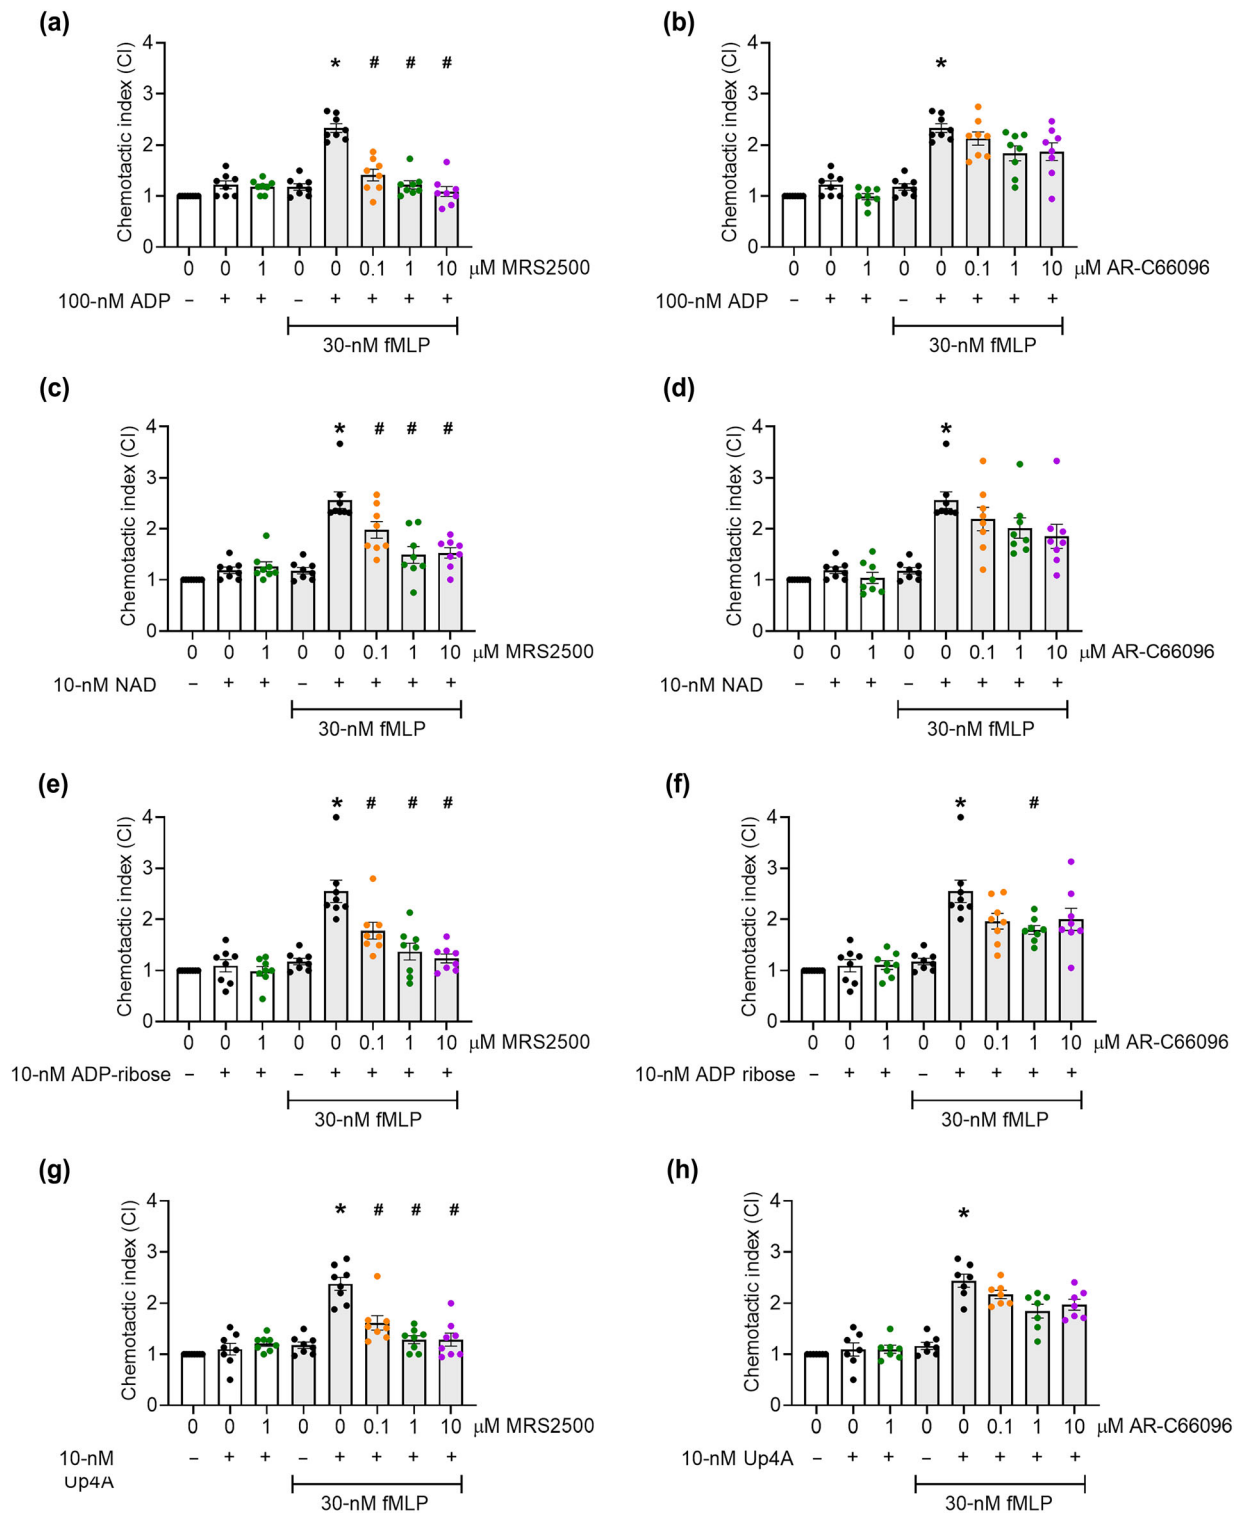 (a)
Chemotactic index (CI)
4
3
2
1
0
* # # #
0 0 1 0 0 0.1 1 10 μM MRS2500
100-nM ADP – + + – + + + +
30-nM fMLP
(b)
Chemotactic index (CI)
4
3
2
1
0
*
0 0 1 0 0 0.1 1 10 μM AR-C66096
100-nM ADP – + + – + + + +
30-nM fMLP
(c)
Chemotactic index (CI)
4
3
2
1
0
* # # #
0 0 1 0 0 0.1 1 10 μM MRS2500
10-nM NAD – + + – + + + +
30-nM fMLP
(d)
Chemotactic index (CI)
4
3
2
1
0
*
0 0 1 0 0 0.1 1 10 μM AR-C66096
10-nM NAD – + + – + + + +
30-nM fMLP
(e)
Chemotactic index (CI)
4
3
2
1
0
* # # #
0 0 1 0 0 0.1 1 10 μM MRS2500
10-nM ADP-ribose – + + – + + + +
30-nM fMLP
(f)
Chemotactic index (CI)
4
3
2
1
0
* #
0 0 1 0 0 0.1 1 10 μM AR-C66096
10-nM ADP ribose – + + – + + + +
30-nM fMLP
(g)
Chemotactic index (CI)
4
3
2
1
0
* # # #
0 0 1 0 0 0.1 1 10 μM MRS2500
10-nM – + + – + + + +
Up4A
30-nM fMLP
(h)
Chemotactic index (CI)
4
3
2
1
0
*
0 0 1 0 0 0.1 1 10 μM AR-C66096
10-nM Up4A – + + – + + + +
30-nM fMLP